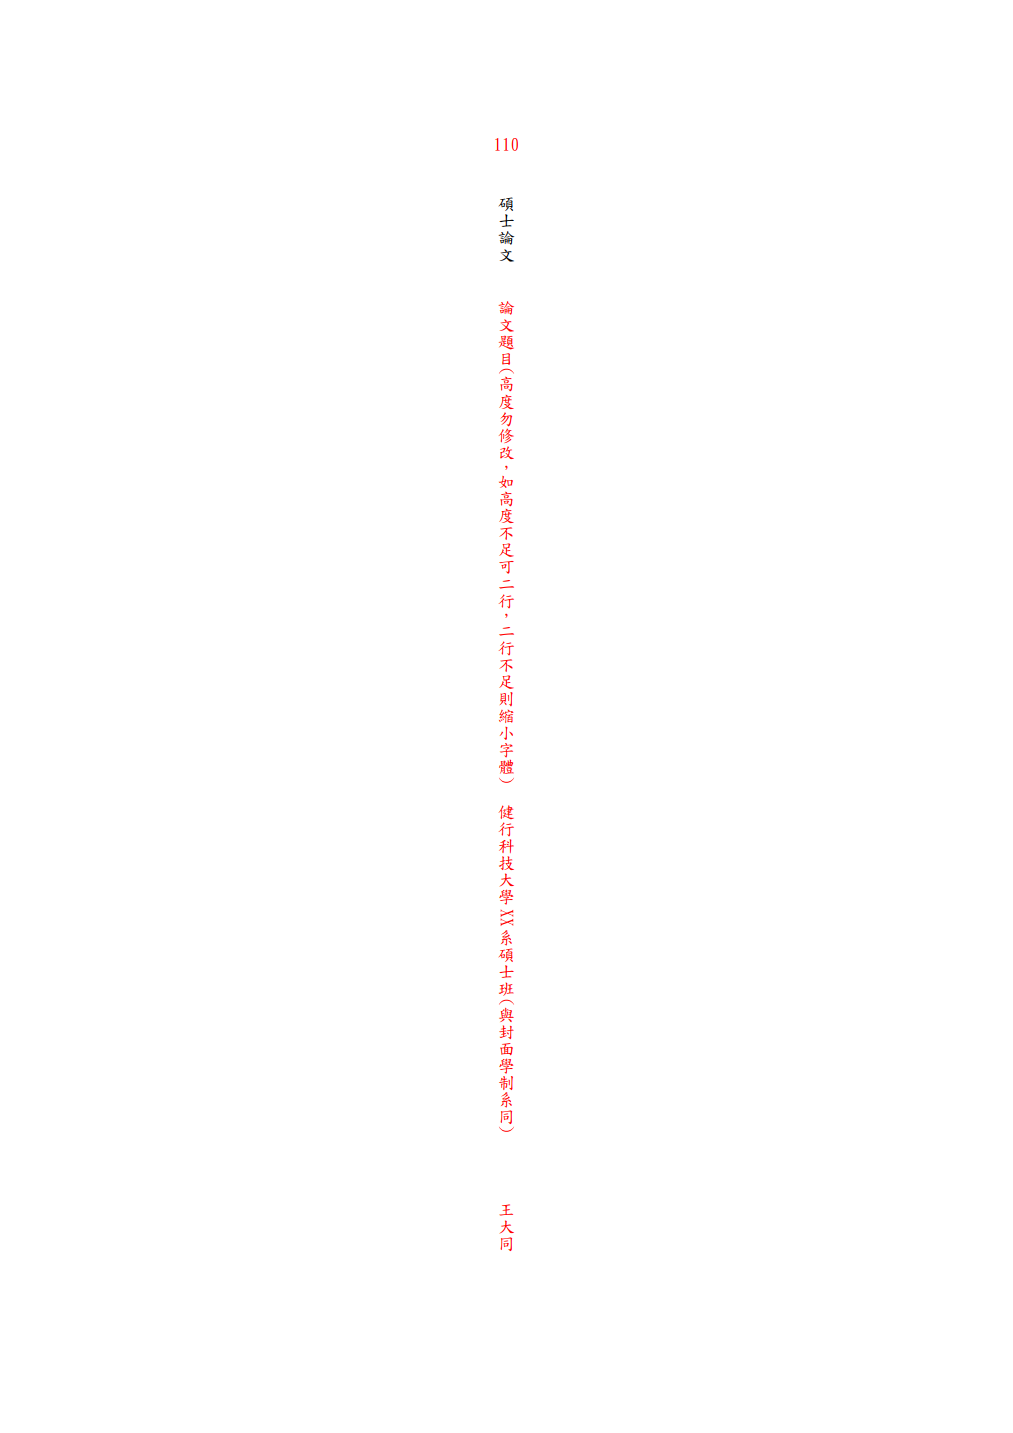 110
碩士論文
論文題目(高度勿修改，如高度不足可二行，二行不足則縮小字體)
健行科技大學XX系碩士班(與封面學制系同)
王大同